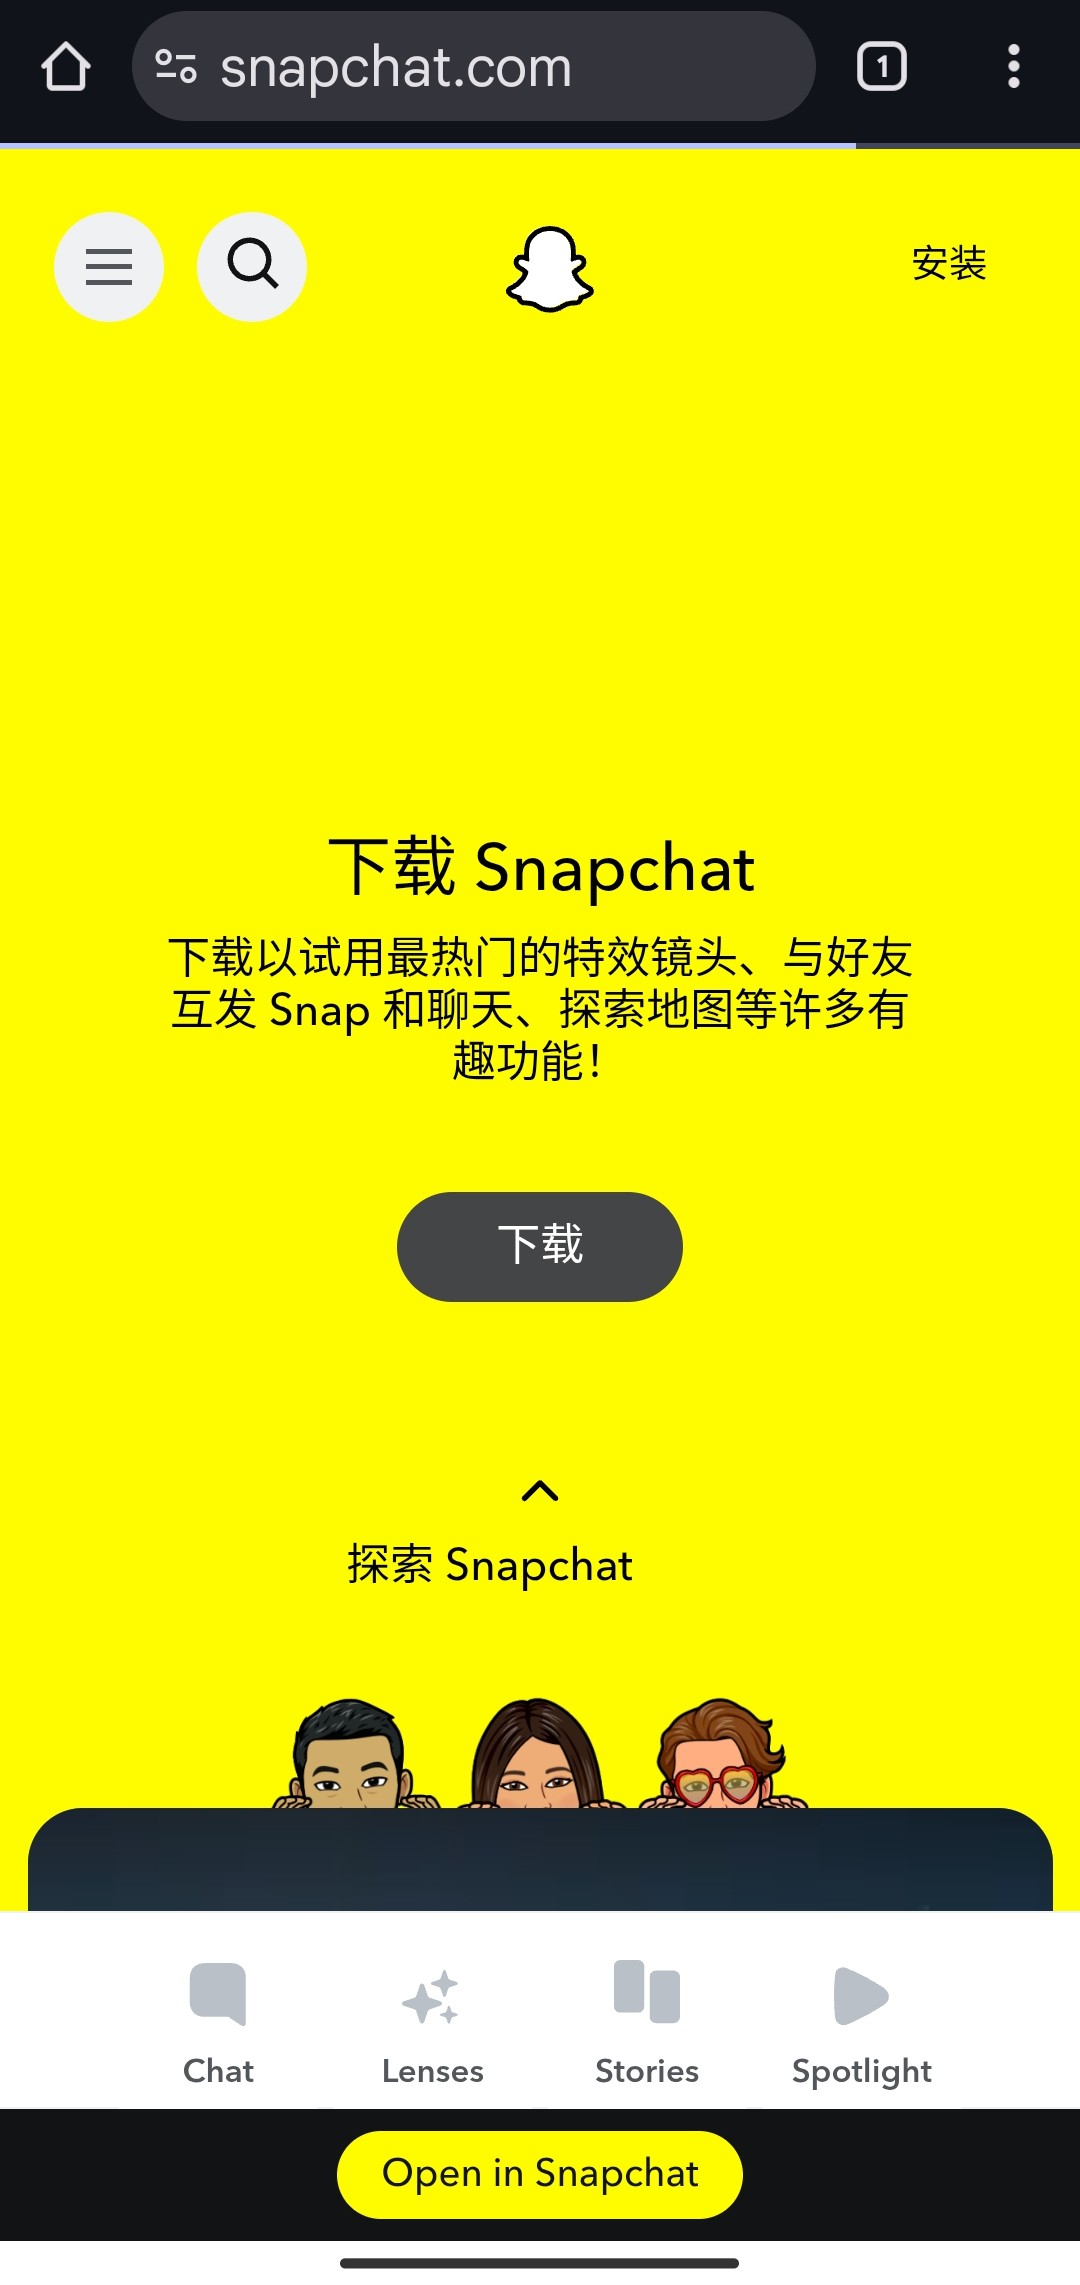 snapchat.com
1
安装
下载 Snapchat
下载以试用最热门的特效镜头、与好友
互发 Snap 和聊天、探索地图等许多有
趣功能！
下载
探索 Snapchat
Chat
Lenses
Stories
Spotlight
Open in Snapchat